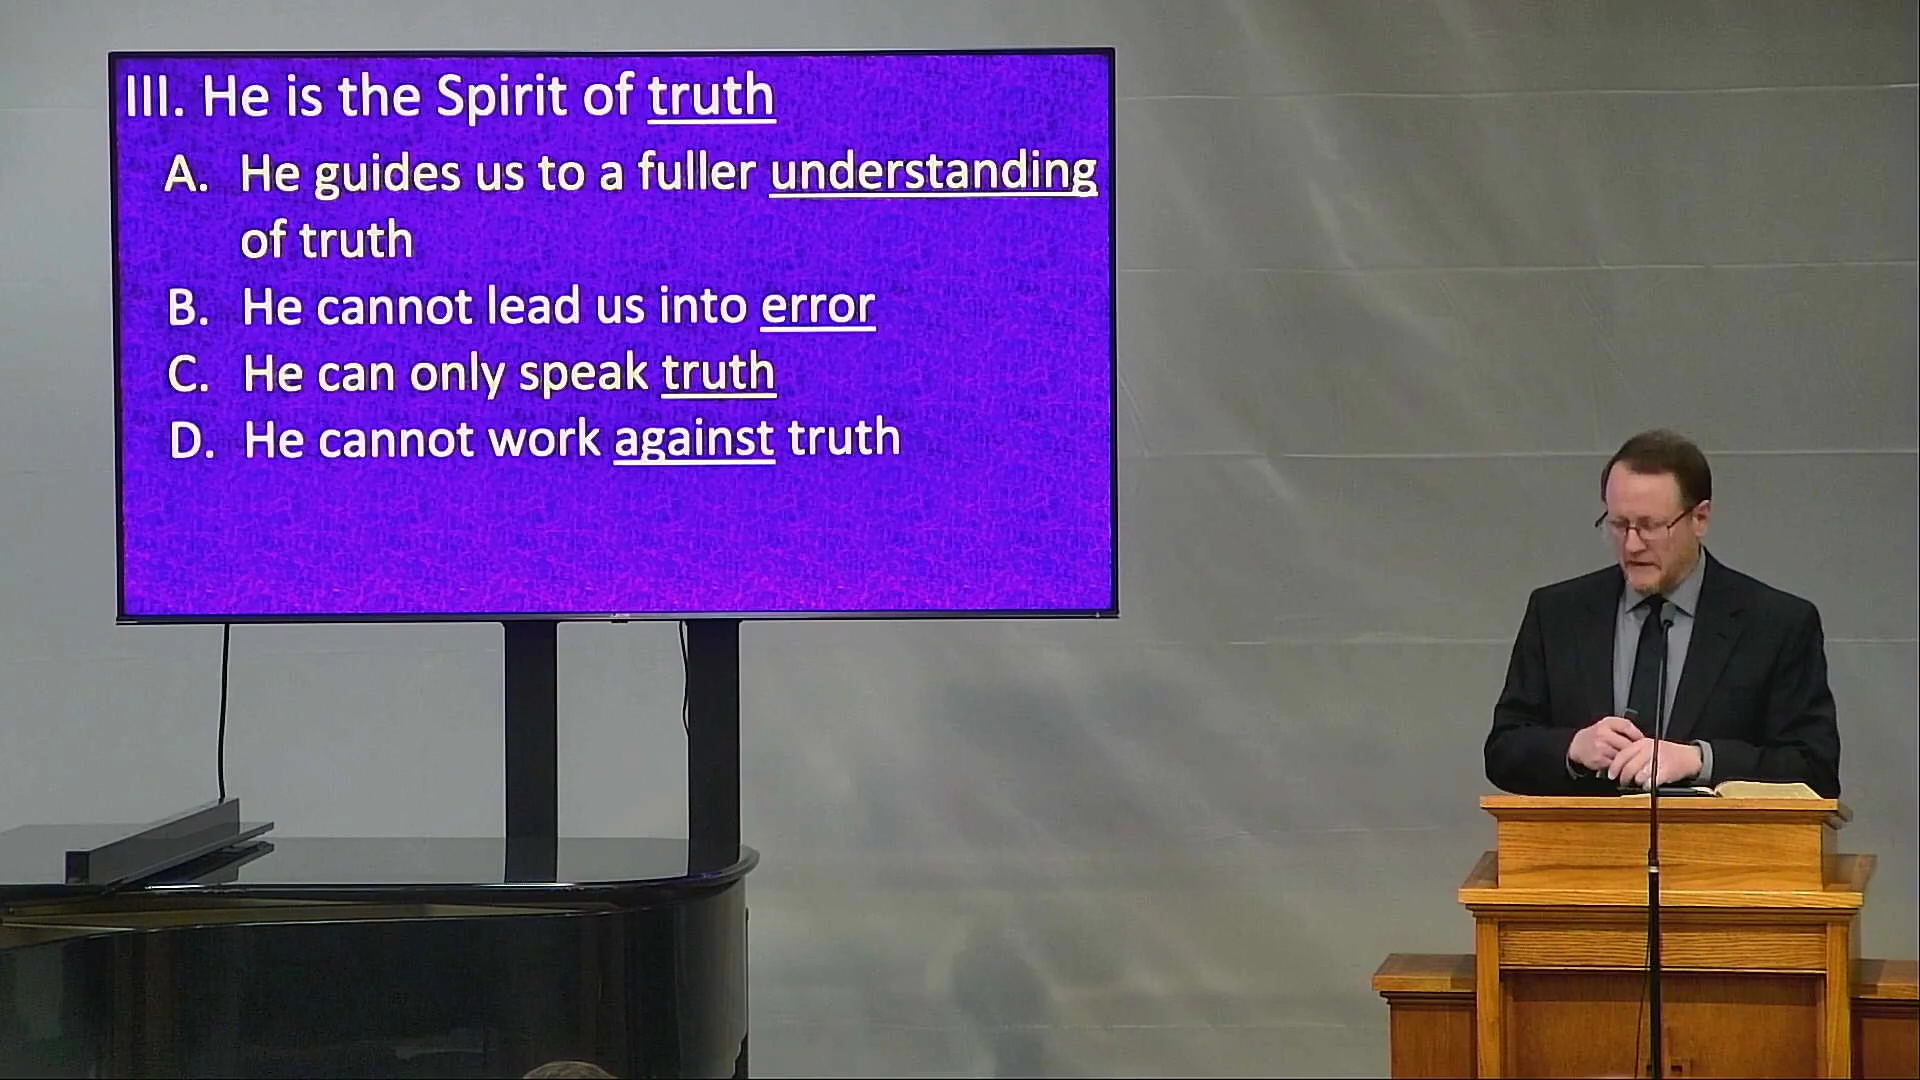 III. He is the Spirit of truth
A. He guides us to a fuller understanding
of truth
B. He cannot lead us into error
C. He can only speak truth
D. He cannot work against truth